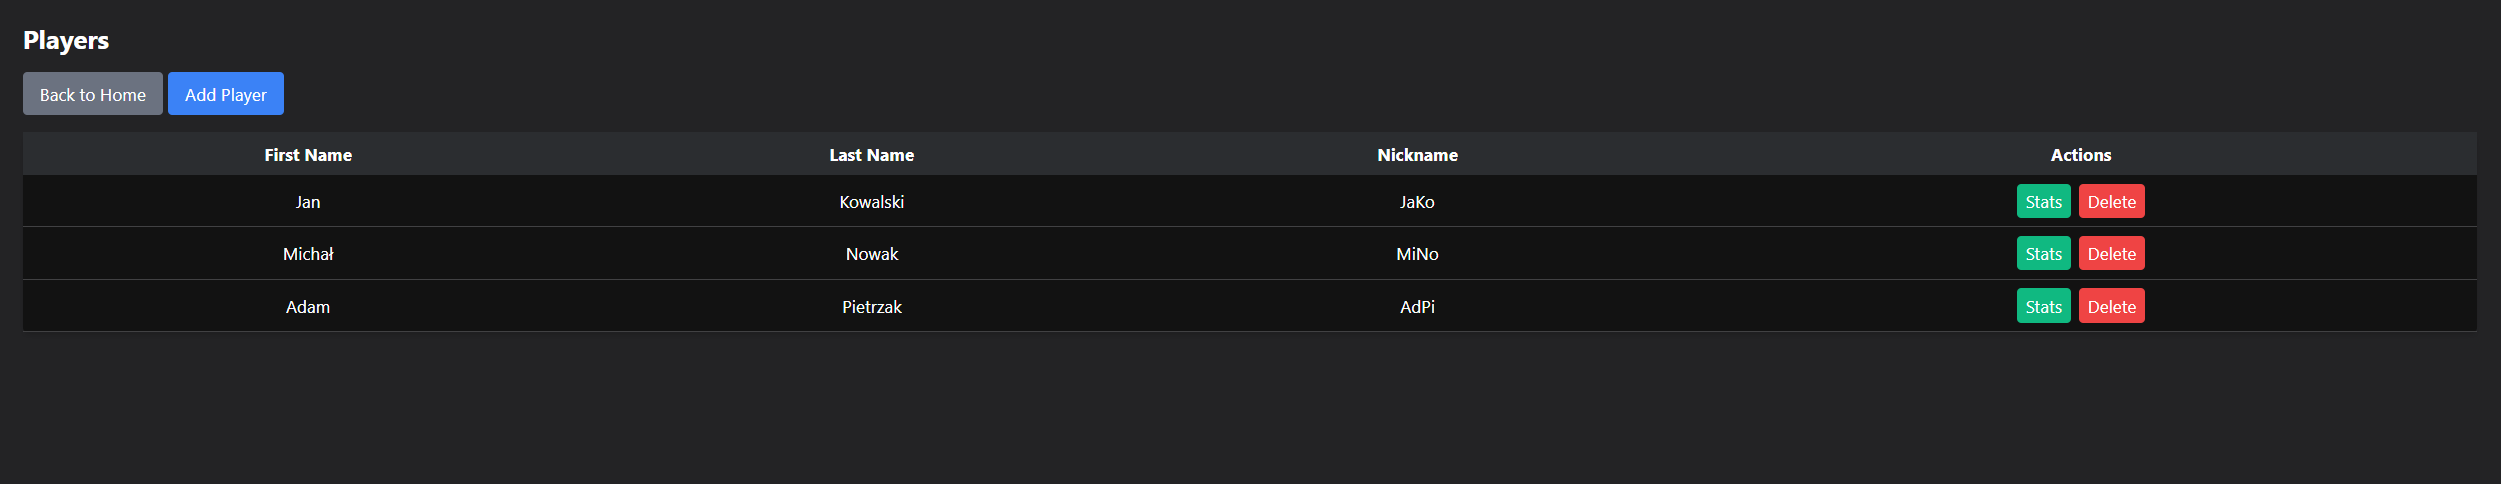 Players
Back to Home Add Player
First Name Last Name Nickname Actions
Jan Kowalski JaKo Stats Delete
Michał Nowak MiNo Stats Delete
Adam Pietrzak AdPi Stats Delete